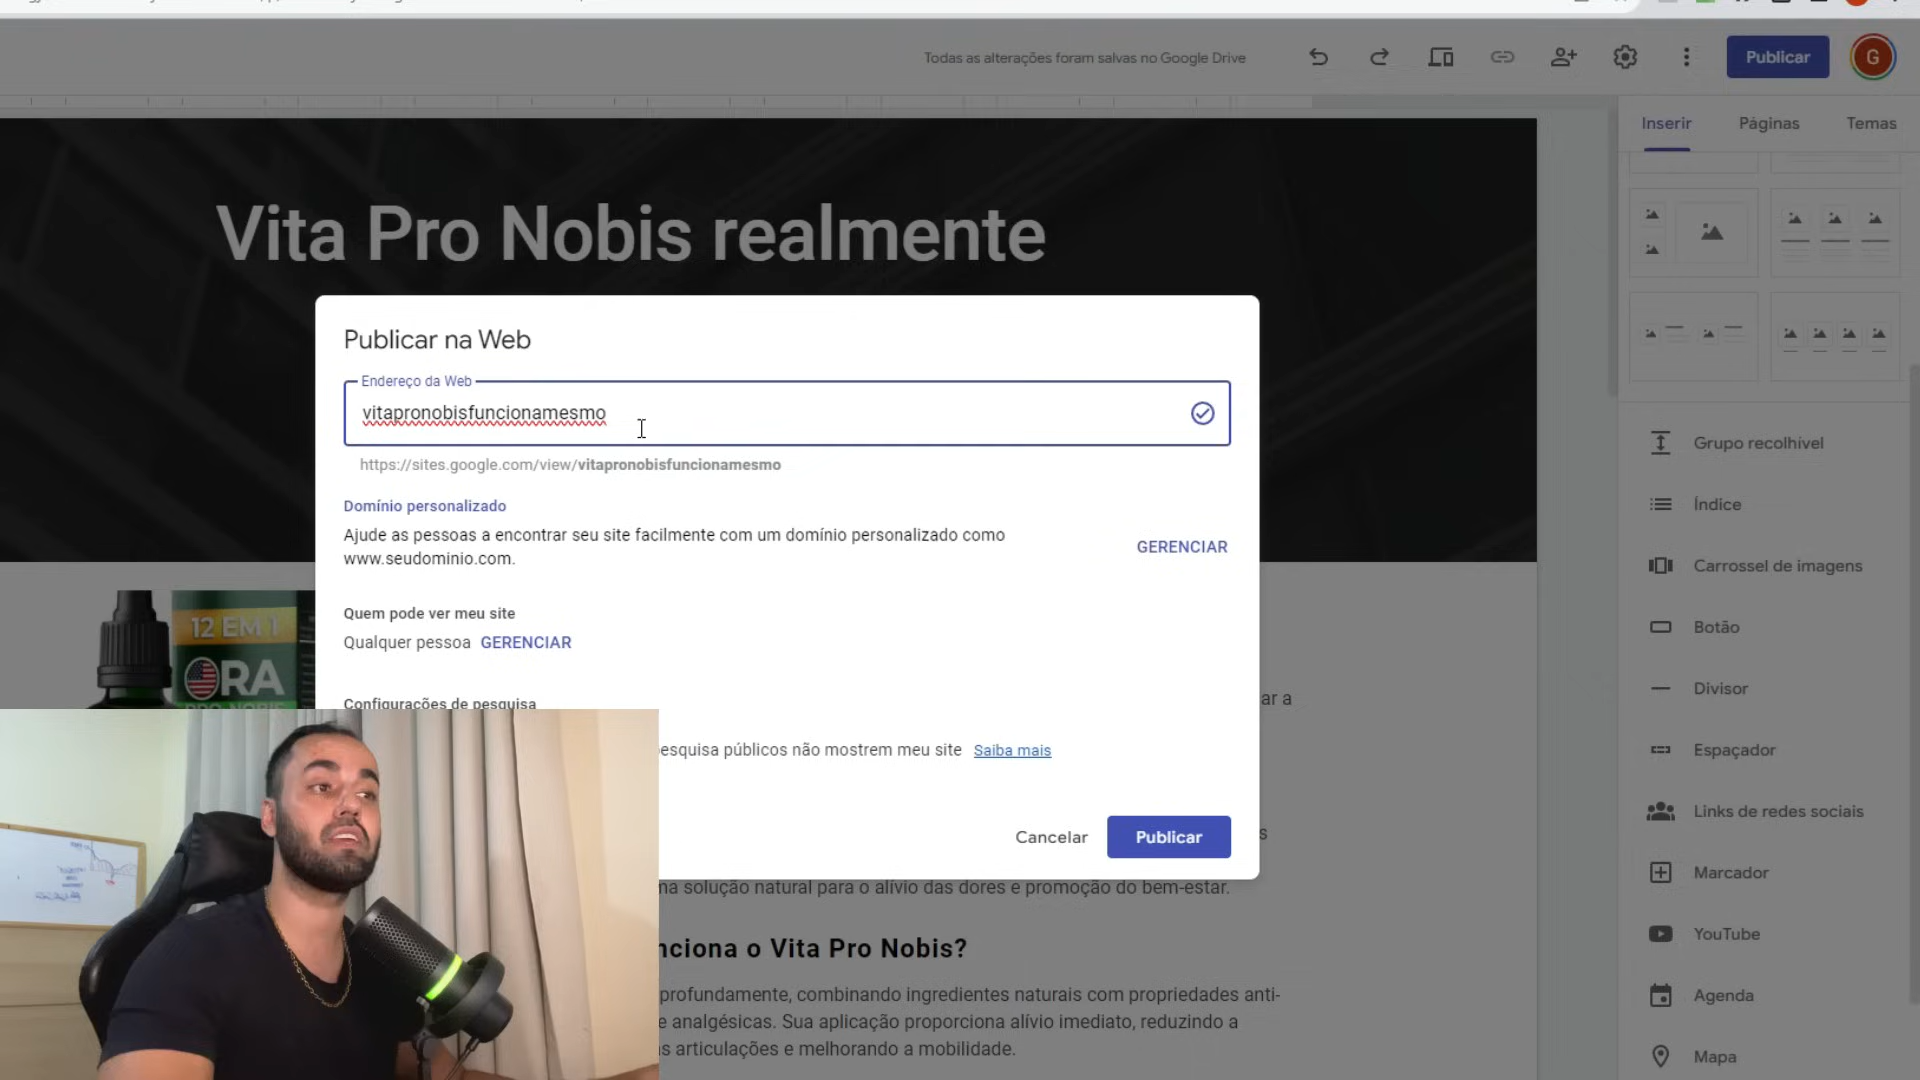 Todas as alterações foram salvas no Google Drive
Publicar
G
Inserir
Páginas
Temas
Vita Pro Nobis realmente
Publicar na Web
Endereço da Web
vitapronobisfuncionamesmo
https://sites.google.com/view/vitapronobisfuncionamesmo
Domínio personalizado
Ajude as pessoas a encontrar seu site facilmente com um domínio personalizado como
www.seudominio.com.
GERENCIAR
Quem pode ver meu site
Qualquer pessoa GERENCIAR
Configurações de pesquisa
esquisa públicos não mostrem meu site Saiba mais
Cancelar
Publicar
12 EM 1
ORA
PRO NOBIS
ar a
s
a solução natural para o alívio das dores e promoção do bem-estar.
nciona o Vita Pro Nobis?
profundamente, combinando ingredientes naturais com propriedades anti-
e analgésicas. Sua aplicação proporciona alívio imediato, reduzindo a
s articulações e melhorando a mobilidade.
Grupo recolhível
Índice
Carrossel de imagens
Botão
Divisor
Espaçador
Links de redes sociais
Marcador
YouTube
Agenda
Mapa